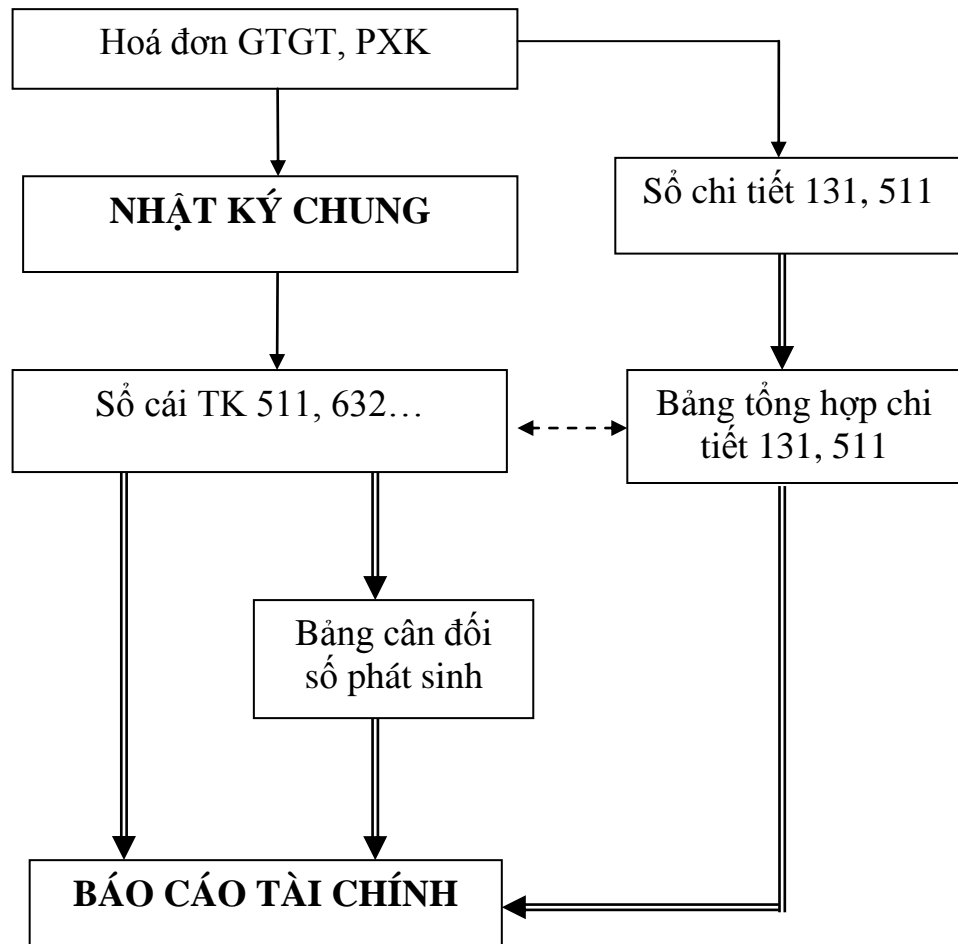 Hoá đơn GTGT, PXK
NHẬT KÝ CHUNG
Sổ chi tiết 131, 511
Sổ cái TK 511, 632…
Bảng tổng hợp chi
tiết 131, 511
Bảng cân đối
số phát sinh
BÁO CÁO TÀI CHÍNH